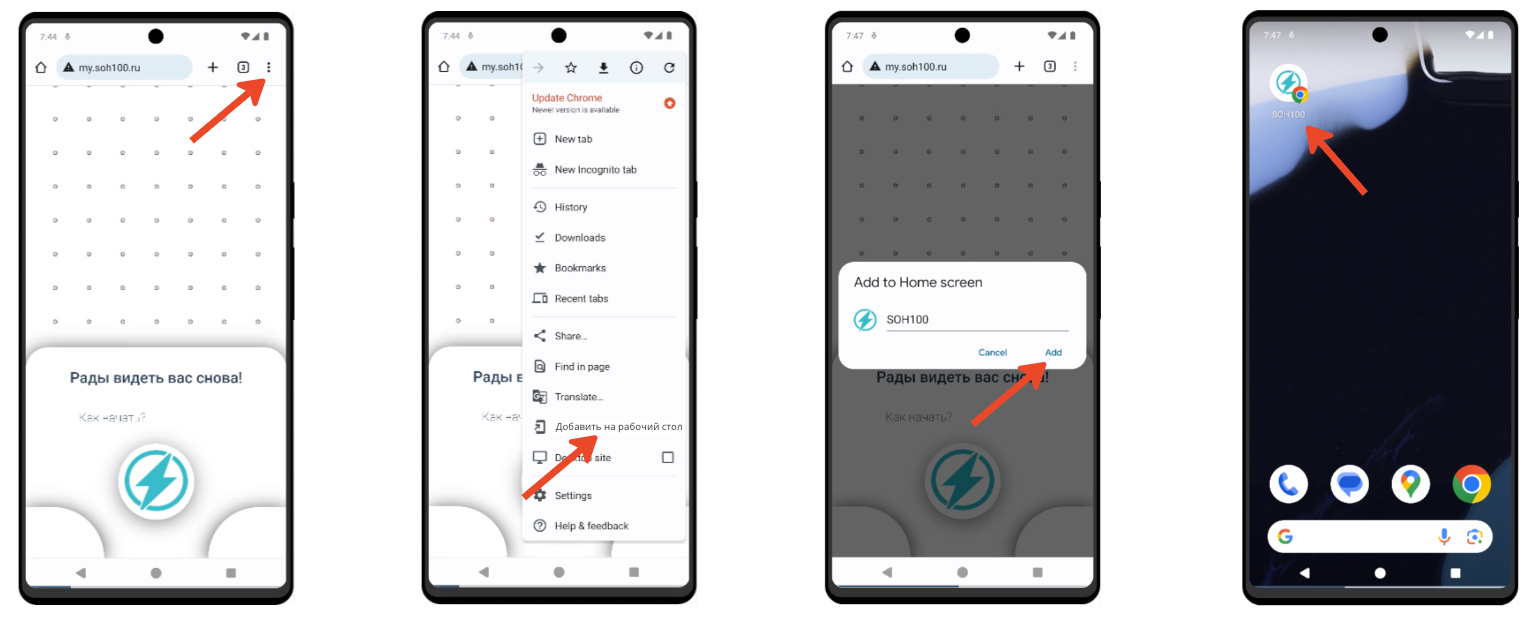 7:44
my.soh100.ru
3
Рады видеть вас снова!
Как начать?
7:44
my.soh10
Update Chrome
Newer version is available
New tab
New Incognito tab
History
Downloads
Bookmarks
Recent tabs
Share...
Find in page
Translate...
Добавить на рабочий стол
Desktop site
Settings
Help & feedback
Рады в
Как нач
7:47
my.soh100.ru
3
Add to Home screen
SOH100
Cancel
Add
Рады видеть вас снова!
Как начать?
7:47
SOH100